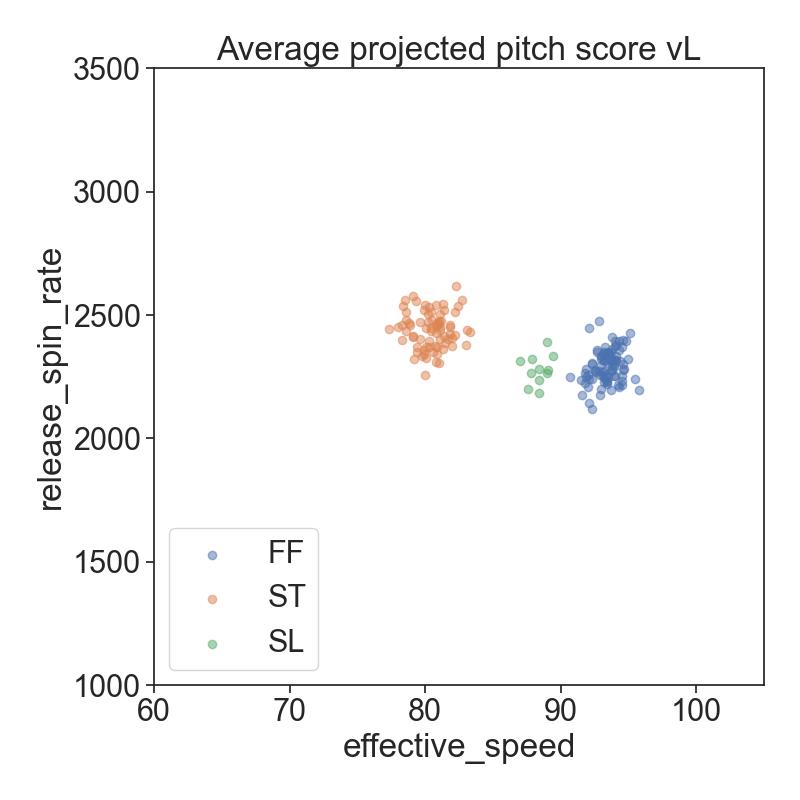 Average projected pitch score vL
3500
3000
2500
2000
1500
1000
release_spin_rate
FF
ST
SL
60 70 80 90 100
effective_speed